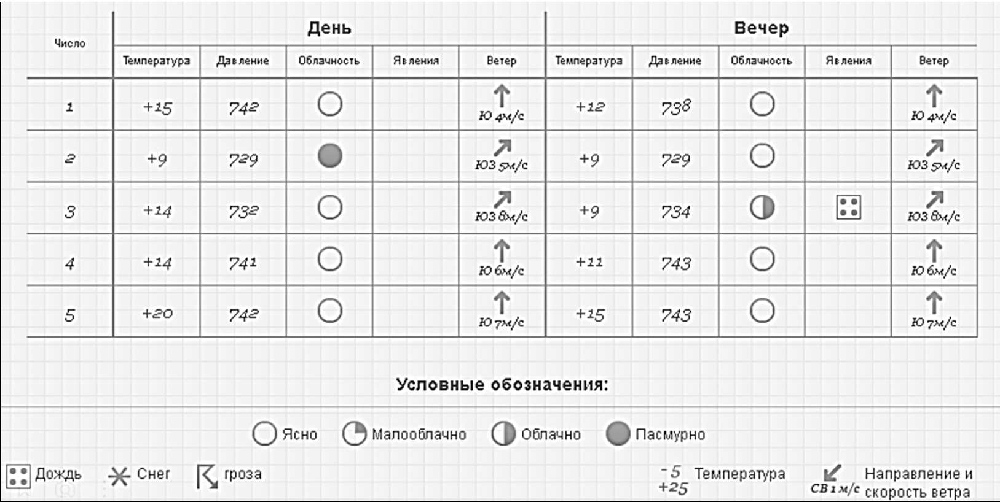 День Вечер
Число
Температура Давление Облачность Явления Ветер Температура Давление Облачность Явления Ветер
1 +15 742 Ю 4м/с +12 738 Ю 4м/с
2 +9 729 ЮЗ 5м/с +9 729 ЮЗ 5м/с
3 +14 732 ЮЗ 8м/с +9 734 ЮЗ 8м/с
4 +14 741 Ю 6м/с +11 743 Ю 6м/с
5 +20 742 Ю 7м/с +15 743 Ю 7м/с
Условные обозначения:
Ясно Малооблачно Облачно Пасмурно
Дождь Снег гроза
-5
+25
Температура
СВ 1 м/с
Направление и
скорость ветра